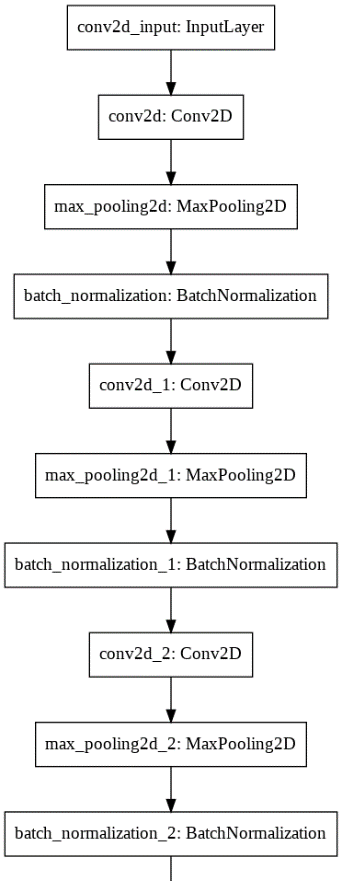 conv2d_input: InputLayer
conv2d: Conv2D
max_pooling2d: MaxPooling2D
batch_normalization: BatchNormalization
conv2d_1: Conv2D
max_pooling2d_1: MaxPooling2D
batch_normalization_1: BatchNormalization
conv2d_2: Conv2D
max_pooling2d_2: MaxPooling2D
batch_normalization_2: BatchNormalization